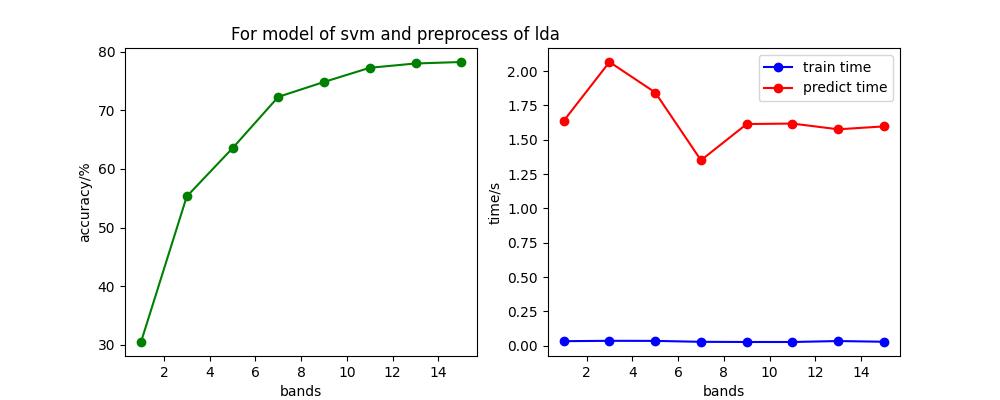 For model of svm and preprocess of lda
80
70
60
50
40
30
accuracy/%
2 4 6 8 10 12 14
bands
2.00
1.75
1.50
1.25
1.00
0.75
0.50
0.25
0.00
time/s
train time
predict time
2 4 6 8 10 12 14
bands